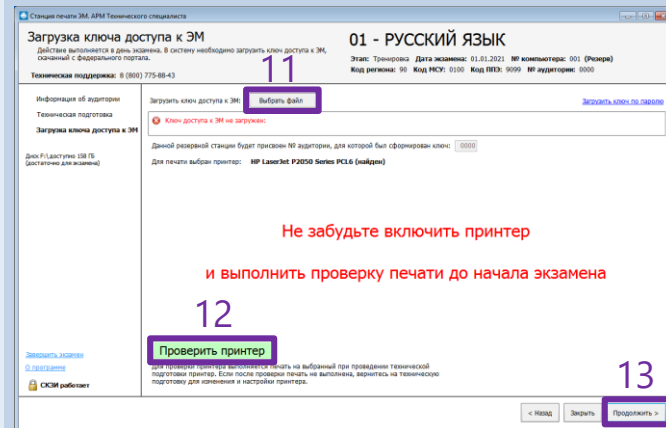 Станция печати ЭМ. АРМ Технического специалиста
Загрузка ключа доступа к ЭМ
Действие выполняется в день экзамена. В систему необходимо загрузить ключ доступа к ЭМ,
скачанный с федерального портала.
Техническая поддержка: 8 (800) 775-88-43
01 - РУССКИЙ ЯЗЫК
Этап: Тренировка Дата экзамена: 01.01.2021 № компьютера: 001 (Резерв)
Код региона: 90 Код МСУ: 0100 Код ППЭ: 9099 № аудитории: 0000
11
Информация об аудитории
Техническая подготовка
Загрузка ключа доступа к ЭМ
Диск F:\,доступно 158 ГБ
(достаточно для экзамена)
Загрузить ключ доступа к ЭМ: Выбрать файл
Загрузить ключ по паролю
Ключ доступа к ЭМ не загружен:
Данной резервной станции будет присвоен № аудитории, для которой был сформирован ключ: 0000
Для печати выбран принтер: HP LaserJet P2050 Series PCL6 (найден)
Не забудьте включить принтер
и выполнить проверку печати до начала экзамена
12
Проверить принтер
Для проверки принтера выполняется печать на выбранный при проведении технической
подготовки принтер. Если после проверки печать не выполнена, вернитесь на техническую
подготовку для изменения и настройки принтера.
Завершить экзамен
О программе
СКЗИ работает
13
< Назад Закрыть Продолжить >